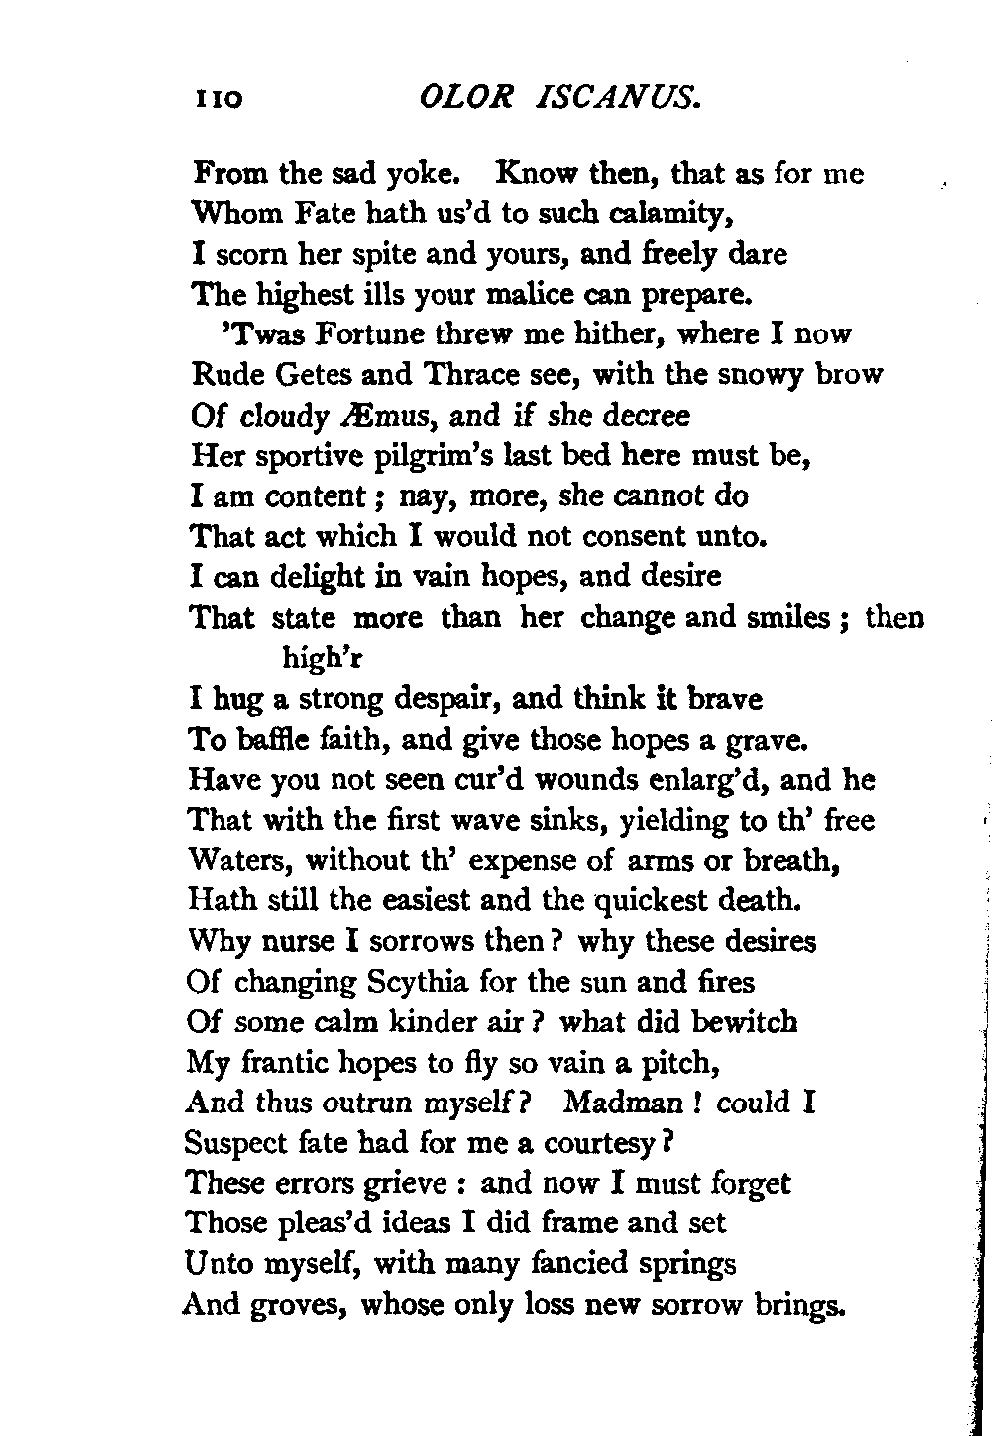 110 OLOR ISCANUS.
From the sad yoke. Know then, that as for me
Whom Fate hath us'd to such calamity,
I scorn her spite and yours, and freely dare
The highest ills your malice can prepare.
'Twas Fortune threw me hither, where I now
Rude Getes and Thrace see, with the snowy brow
Of cloudy Æmus, and if she decree
Her sportive pilgrim's last bed here must be,
I am content ; nay, more, she cannot do
That act which I would not consent unto.
I can delight in vain hopes, and desire
That state more than her change and smiles ; then
high'r
I hug a strong despair, and think it brave
To baffle faith, and give those hopes a grave.
Have you not seen cur'd wounds enlarg'd, and he
That with the first wave sinks, yielding to th' free
Waters, without th' expense of arms or breath,
Hath still the easiest and the quickest death.
Why nurse I sorrows then ? why these desires
Of changing Scythia for the sun and fires
Of some calm kinder air ? what did bewitch
My frantic hopes to fly so vain a pitch,
And thus outrun myself ? Madman ! could I
Suspect fate had for me a courtesy ?
These errors grieve : and now I must forget
Those pleas'd ideas I did frame and set
Unto myself, with many fancied springs
And groves, whose only loss new sorrow brings.